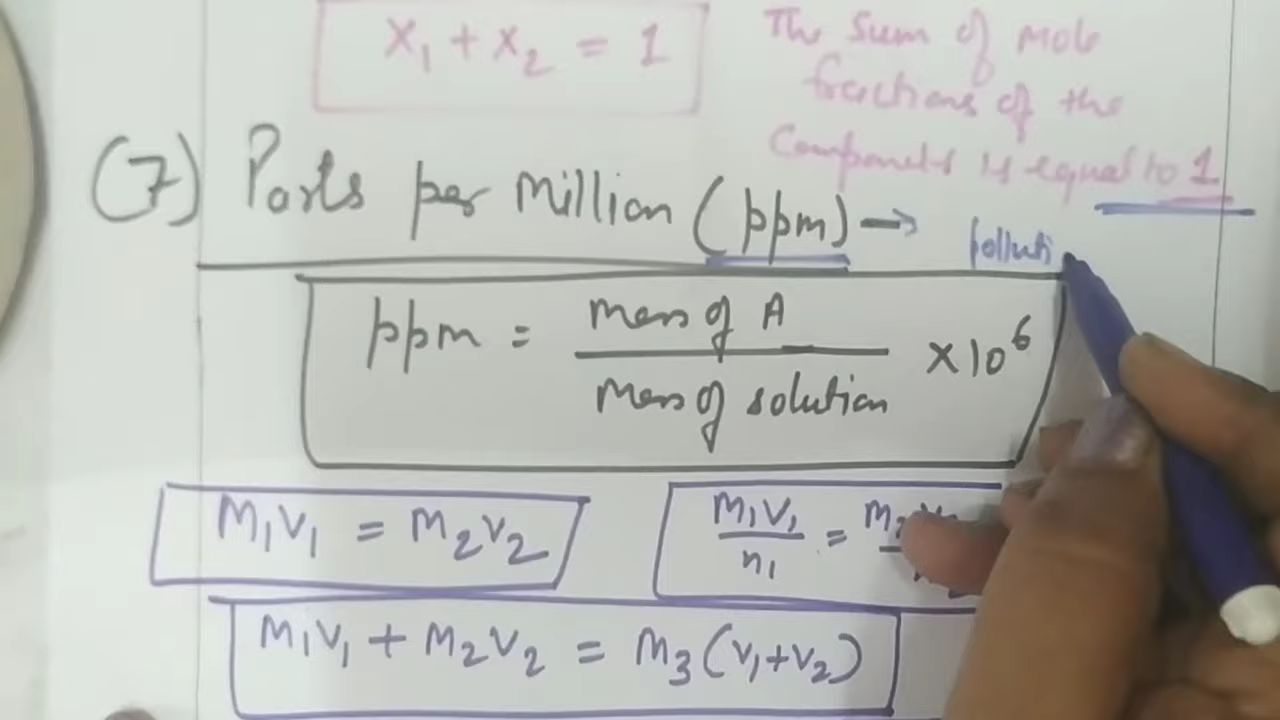 x₁ + x₂ = 1
The sum of mole
fractions of the
components is equal to 1
(7) Parts per Million (ppm) → polluti
ppm = mass of A / mass of solution × 10⁶
M₁V₁ = M₂V₂
M₁V₁ / n₁ =
M₁V₁ + M₂V₂ = M₃(V₁+V₂)